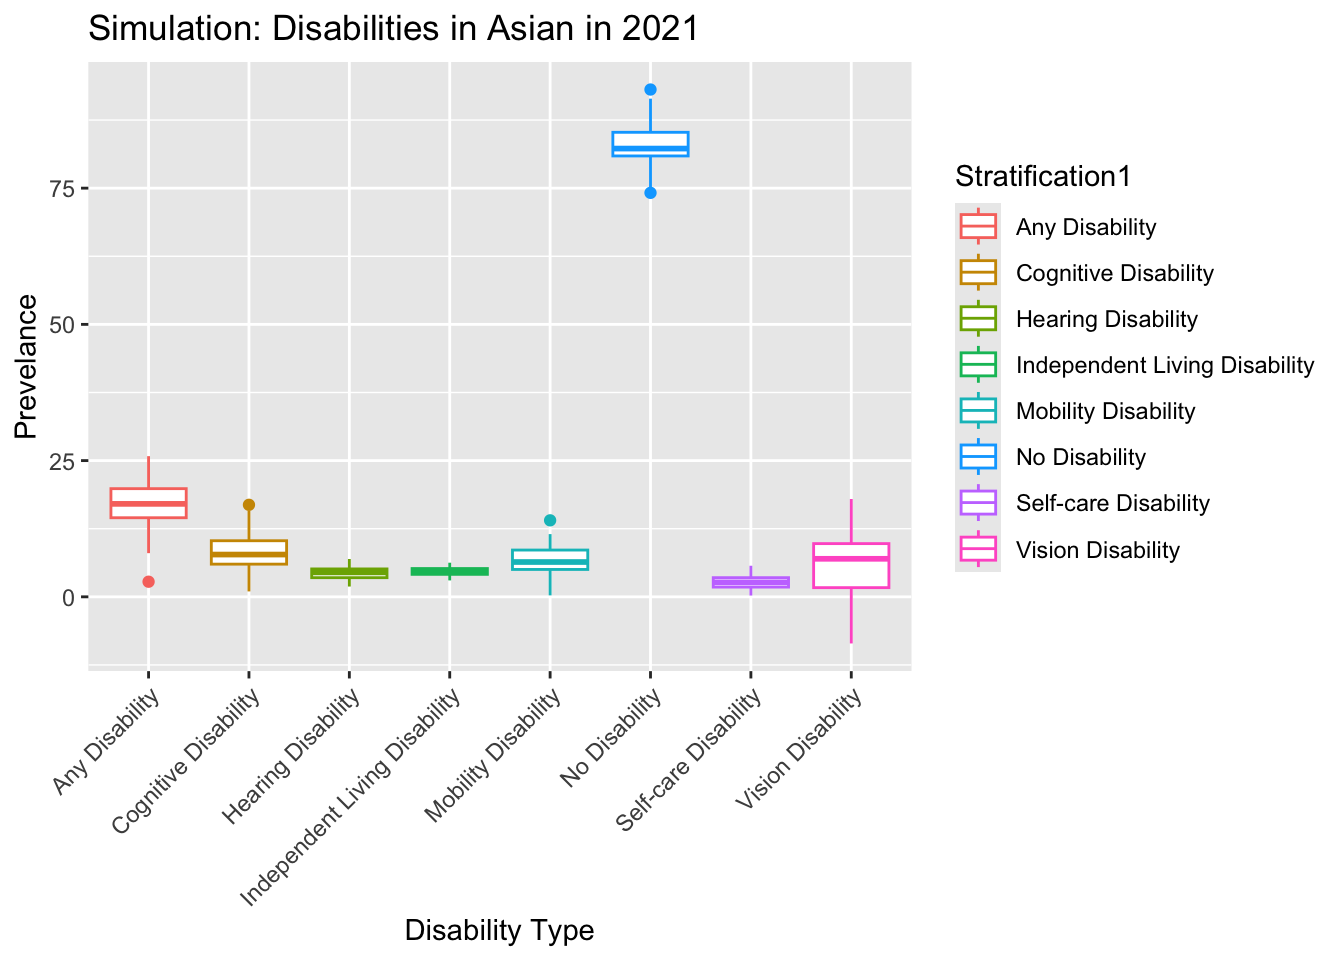 Simulation: Disabilities in Asian in 2021
Prevelance
75
50
25
0
Any Disability
Cognitive Disability
Hearing Disability
Independent Living Disability
Mobility Disability
No Disability
Self-care Disability
Vision Disability
Disability Type
Stratification1
Any Disability
Cognitive Disability
Hearing Disability
Independent Living Disability
Mobility Disability
No Disability
Self-care Disability
Vision Disability